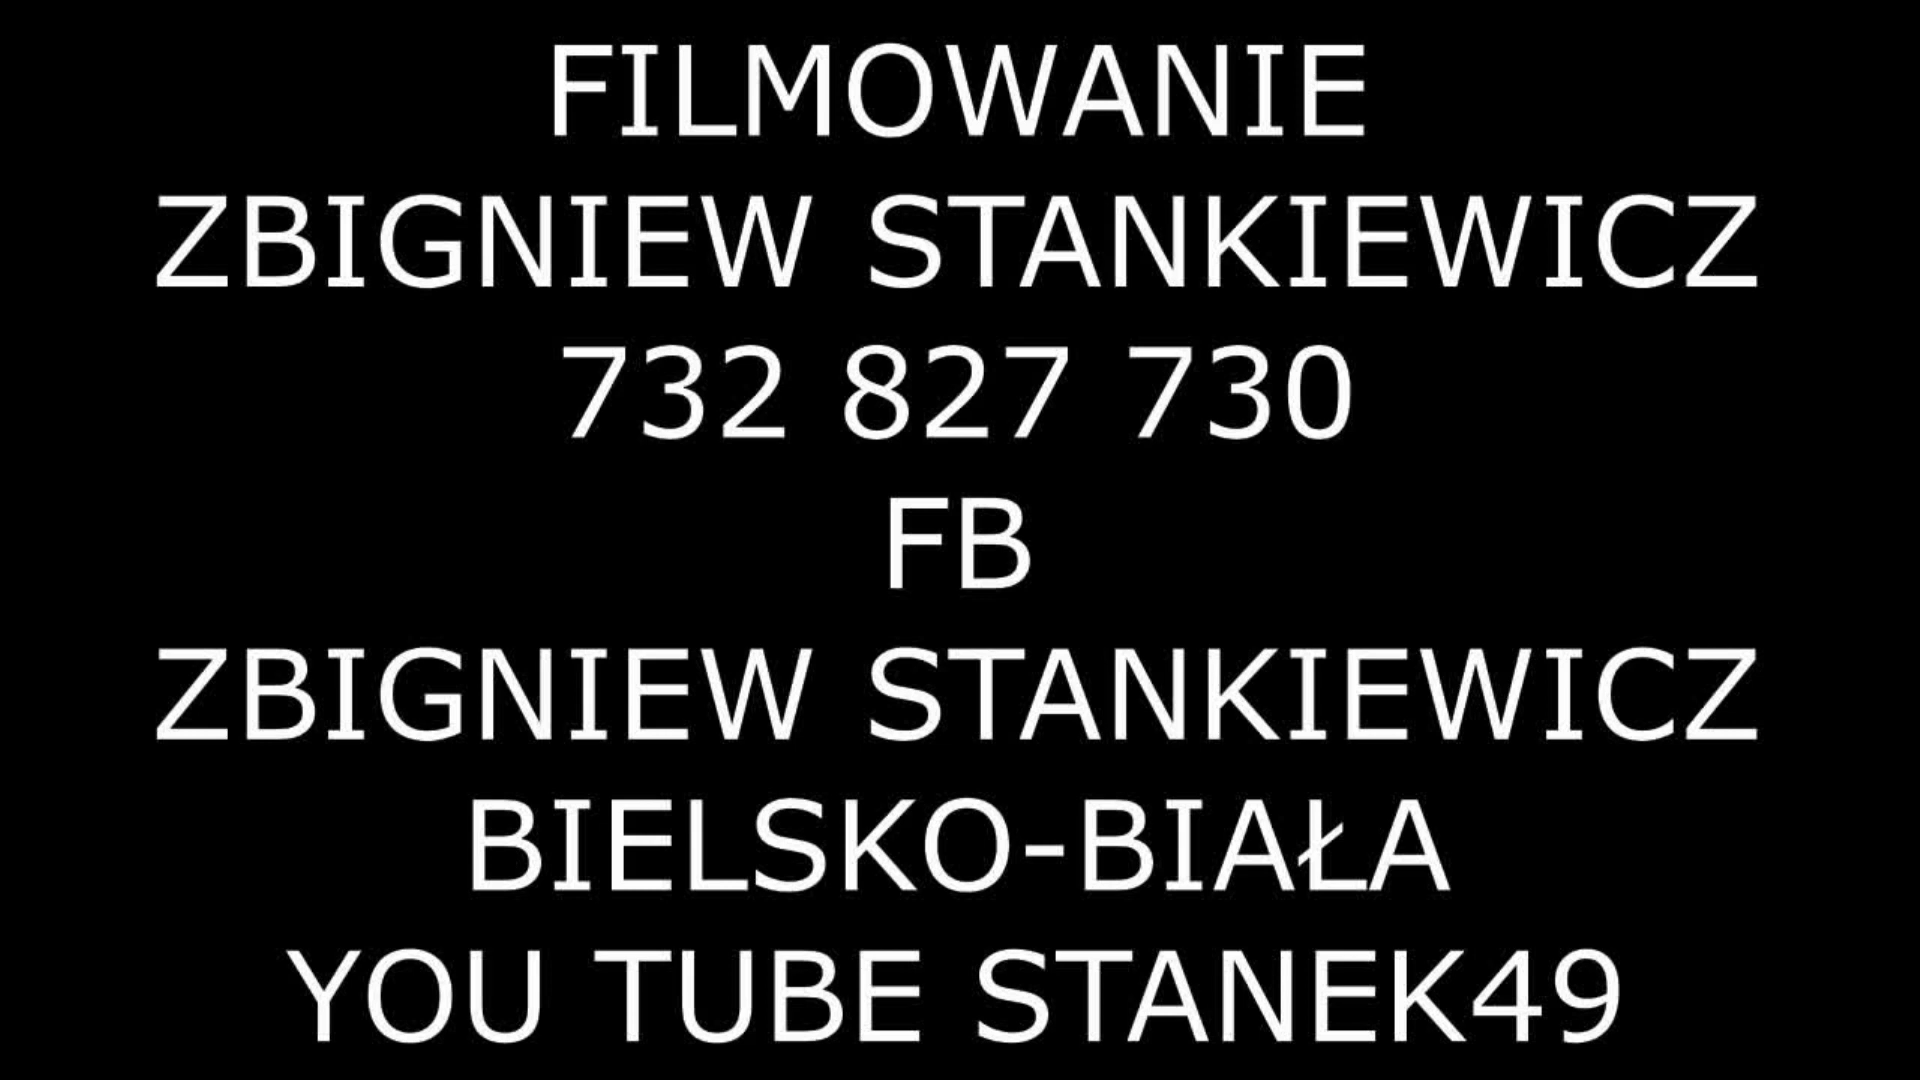 FILMOWANIE
ZBIGNIEW STANKIEWICZ
732 827 730
FB
ZBIGNIEW STANKIEWICZ
BIELSKO-BIAŁA
YOU TUBE STANEK49